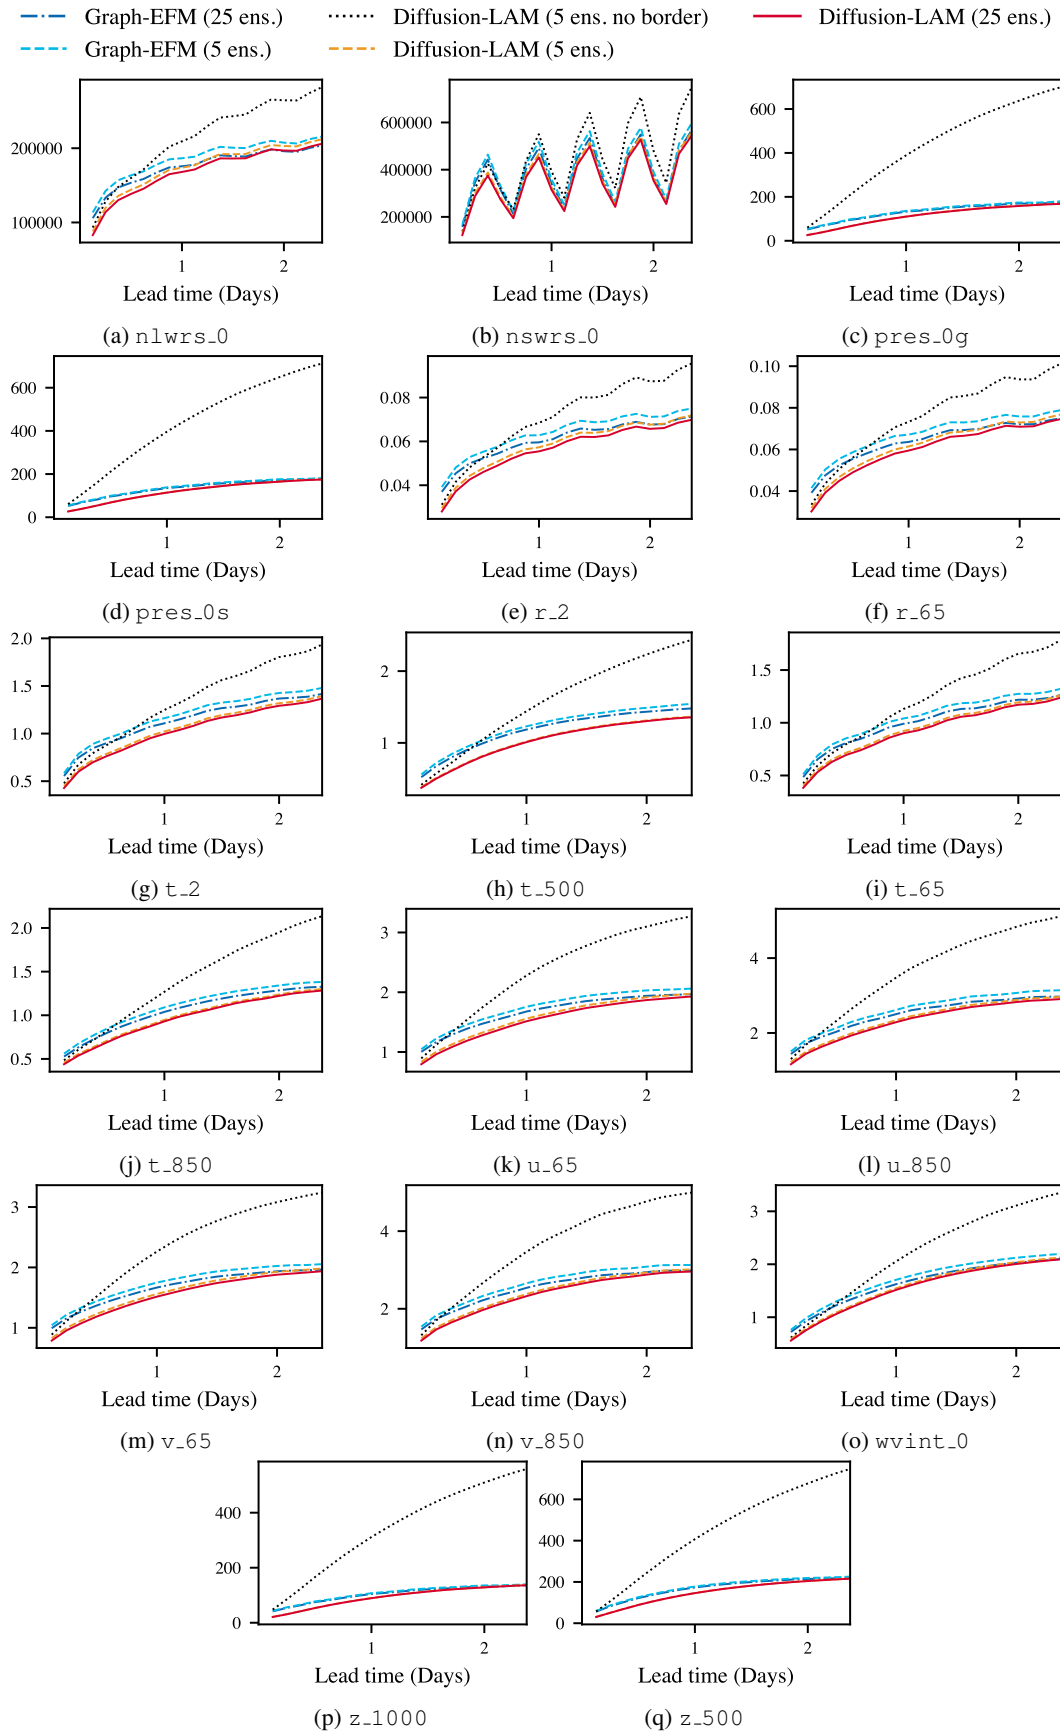 Graph-EFM (25 ens.) Diffusion-LAM (5 ens. no border) Diffusion-LAM (25 ens.)
Graph-EFM (5 ens.) Diffusion-LAM (5 ens.)
200000
100000
1 2
Lead time (Days)
(a) nlwrs_0
600000
400000
200000
1 2
Lead time (Days)
(b) nswrs_0
600
400
200
0
1 2
Lead time (Days)
(c) pres_0g
600
400
200
0
1 2
Lead time (Days)
(d) pres_0s
0.08
0.06
0.04
1 2
Lead time (Days)
(e) r_2
0.10
0.08
0.06
0.04
1 2
Lead time (Days)
(f) r_65
2.0
1.5
1.0
0.5
1 2
Lead time (Days)
(g) t_2
2
1
1 2
Lead time (Days)
(h) t_500
1.5
1.0
0.5
1 2
Lead time (Days)
(i) t_65
2.0
1.5
1.0
0.5
1 2
Lead time (Days)
(j) t_850
3
2
1
1 2
Lead time (Days)
(k) u_65
4
2
1 2
Lead time (Days)
(l) u_850
3
2
1
1 2
Lead time (Days)
(m) v_65
4
2
1 2
Lead time (Days)
(n) v_850
3
2
1
1 2
Lead time (Days)
(o) wvint_0
400
200
0
1 2
Lead time (Days)
(p) z_1000
600
400
200
0
1 2
Lead time (Days)
(q) z_500